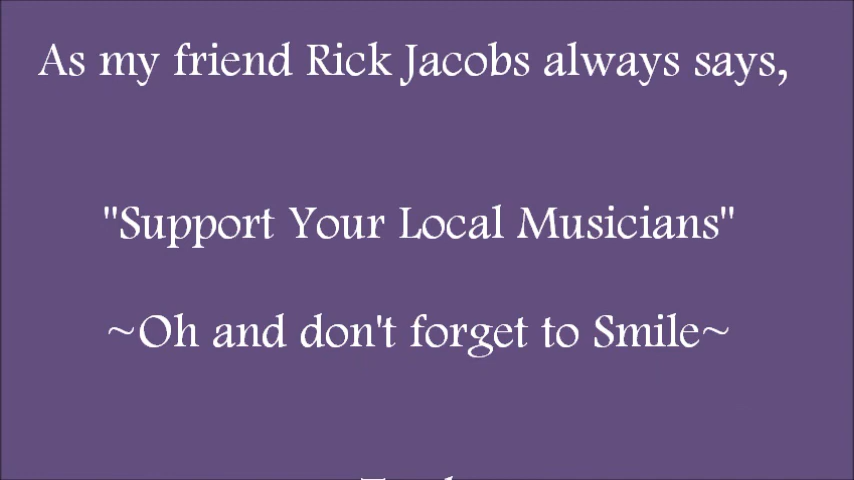 As my friend Rick Jacobs always says,
"Support Your Local Musicians"
~Oh and don't forget to Smile~